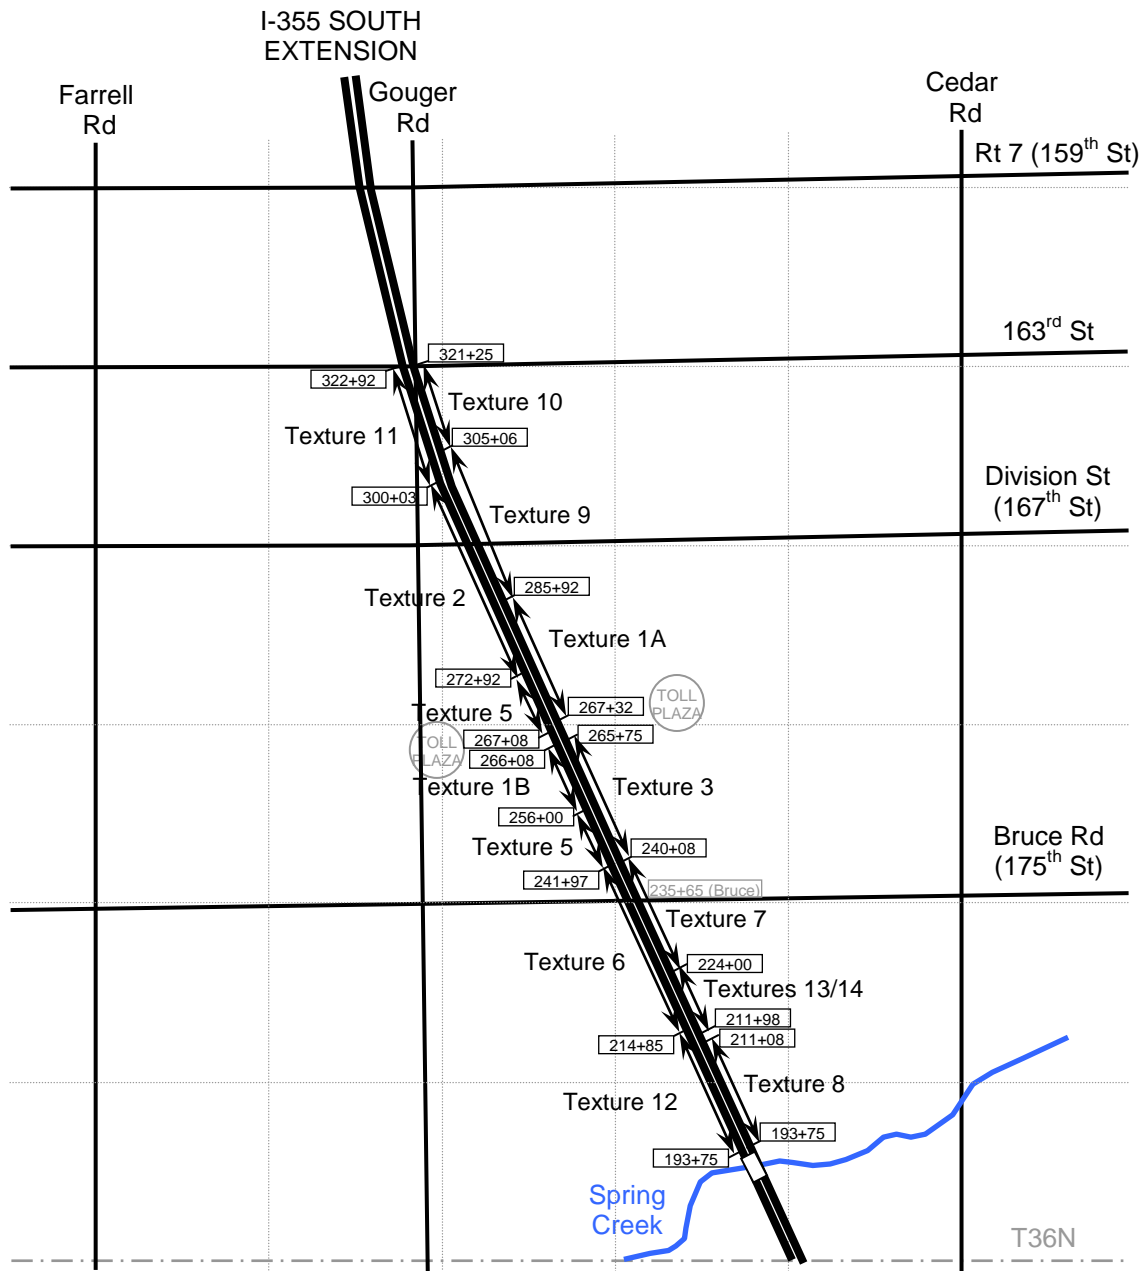 I-355 SOUTH
EXTENSION
Farrell
Rd
Gouger
Rd
Cedar
Rd
Rt 7 (159th St)
163rd St
321+25
322+92
Texture 10
Texture 11
305+06
Division St
(167th St)
300+03
Texture 9
285+92
Texture 2
Texture 1A
272+92
TOLL
PLAZA
267+32
Texture 5
267+08
265+75
TOLL
PLAZA
266+08
Texture 1B
Texture 3
256+00
Bruce Rd
(175th St)
Texture 5
240+08
241+97
235+65 (Bruce)
Texture 7
Texture 6
224+00
Textures 13/14
211+98
214+85
211+08
Texture 8
Texture 12
193+75
193+75
Spring
Creek
T36N